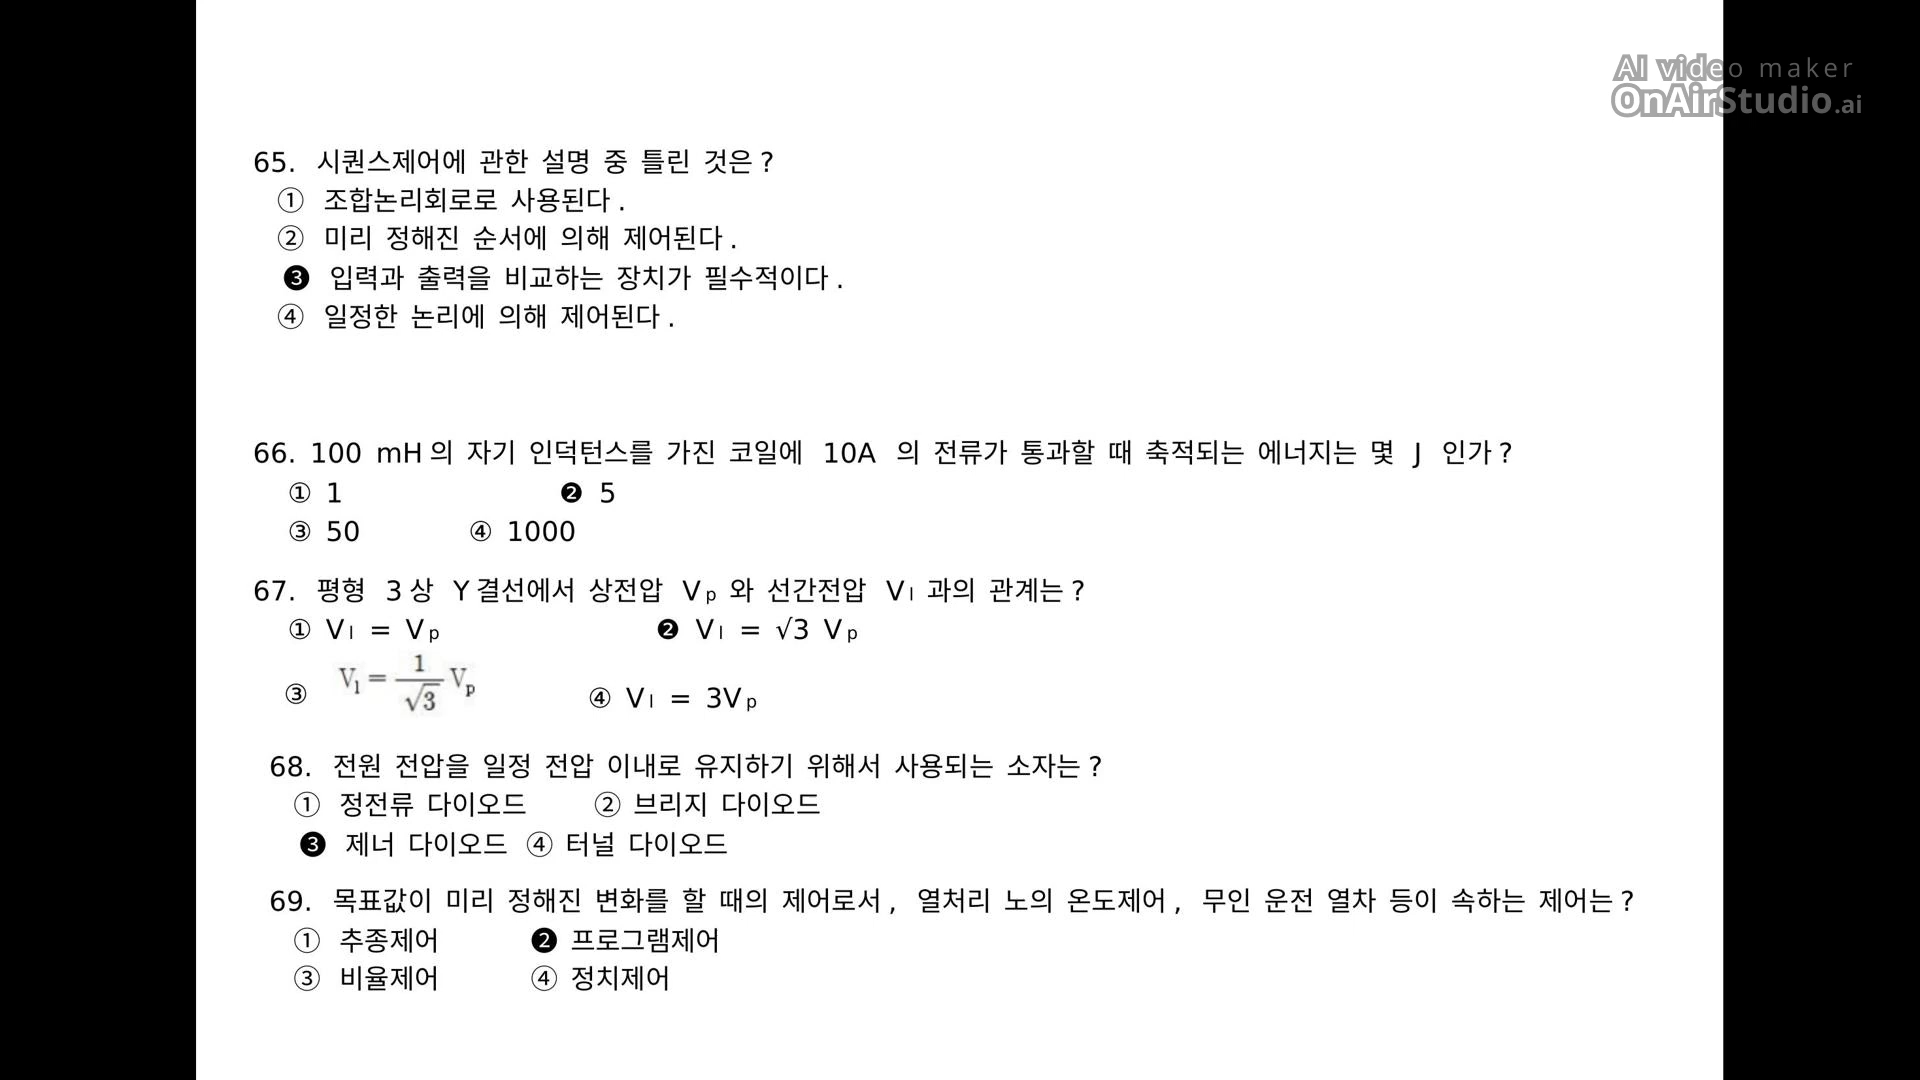 AI video maker
OnAirStudio.ai
65. 시퀀스제어에 관한 설명 중 틀린 것은?
① 조합논리회로로 사용된다.
② 미리 정해진 순서에 의해 제어된다.
❸ 입력과 출력을 비교하는 장치가 필수적이다.
④ 일정한 논리에 의해 제어된다.
66. 100 mH의 자기 인덕턴스를 가진 코일에 10A 의 전류가 통과할 때 축적되는 에너지는 몇 J 인가?
① 1 ❷ 5
③ 50 ④ 1000
67. 평형 3상 Y결선에서 상전압 Vp 와 선간전압 Vl 과의 관계는?
① Vl = Vp ❷ Vl = √3 Vp
③ Vl = 1/√3 Vp ④ Vl = 3Vp
68. 전원 전압을 일정 전압 이내로 유지하기 위해서 사용되는 소자는?
① 정전류 다이오드 ② 브리지 다이오드
❸ 제너 다이오드 ④ 터널 다이오드
69. 목표값이 미리 정해진 변화를 할 때의 제어로서, 열처리 노의 온도제어, 무인 운전 열차 등이 속하는 제어는?
① 추종제어 ❷ 프로그램제어
③ 비율제어 ④ 정치제어